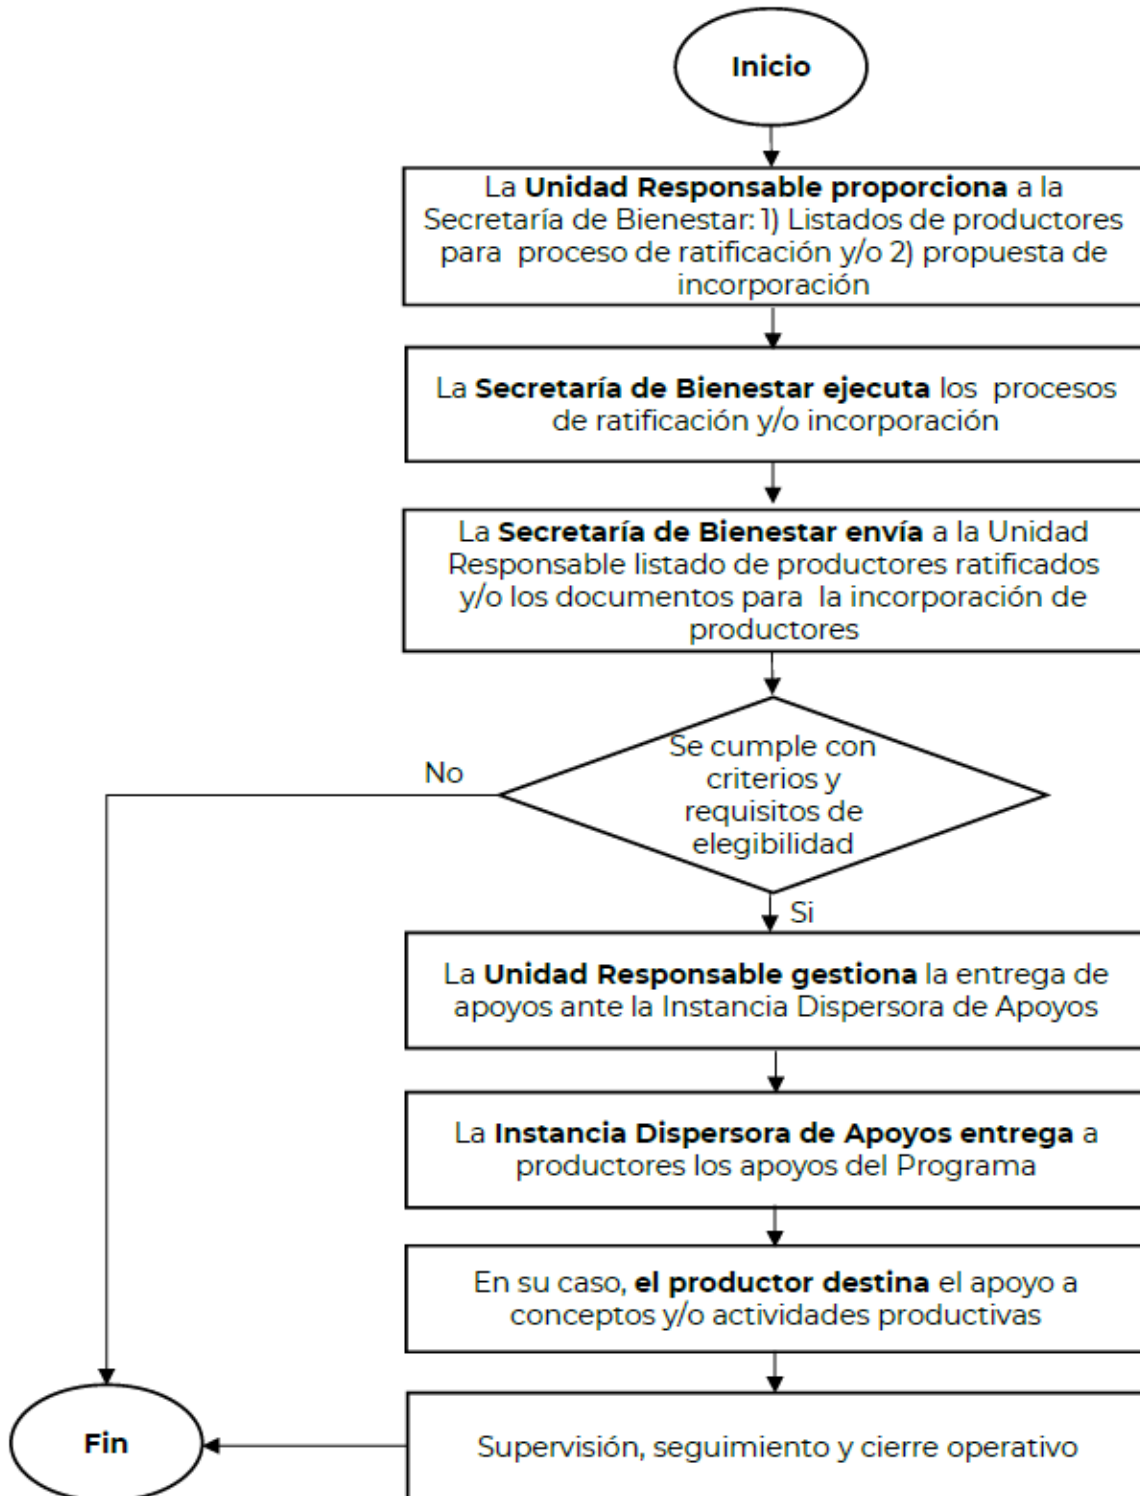 Inicio
La Unidad Responsable proporciona a la
Secretaría de Bienestar: 1) Listados de productores
para proceso de ratificación y/o 2) propuesta de
incorporación
La Secretaría de Bienestar ejecuta los procesos
de ratificación y/o incorporación
La Secretaría de Bienestar envía a la Unidad
Responsable listado de productores ratificados
y/o los documentos para la incorporación de
productores
Se cumple con
criterios y
requisitos de
elegibilidad
No
Si
La Unidad Responsable gestiona la entrega de
apoyos ante la Instancia Dispersora de Apoyos
La Instancia Dispersora de Apoyos entrega a
productores los apoyos del Programa
En su caso, el productor destina el apoyo a
conceptos y/o actividades productivas
Supervisión, seguimiento y cierre operativo
Fin